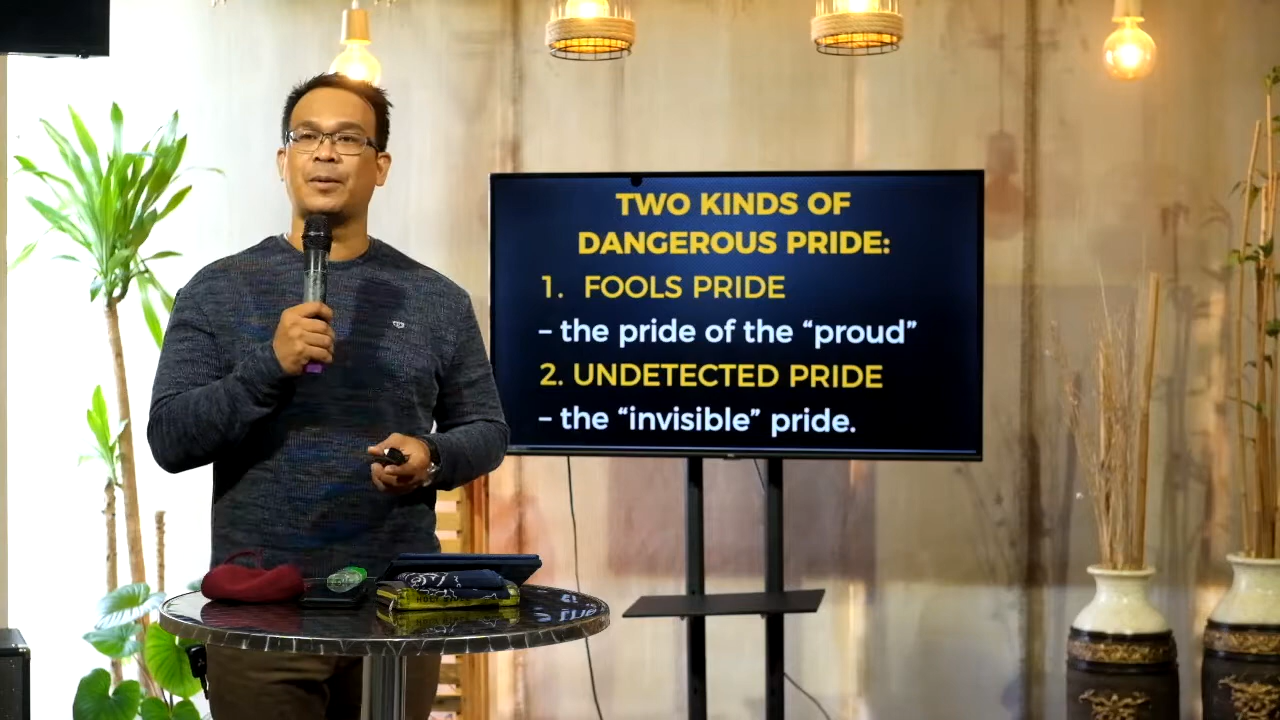 TWO KINDS OF
DANGEROUS PRIDE:
1. FOOLS PRIDE
– the pride of the “proud”
2. UNDETECTED PRIDE
– the “invisible” pride.